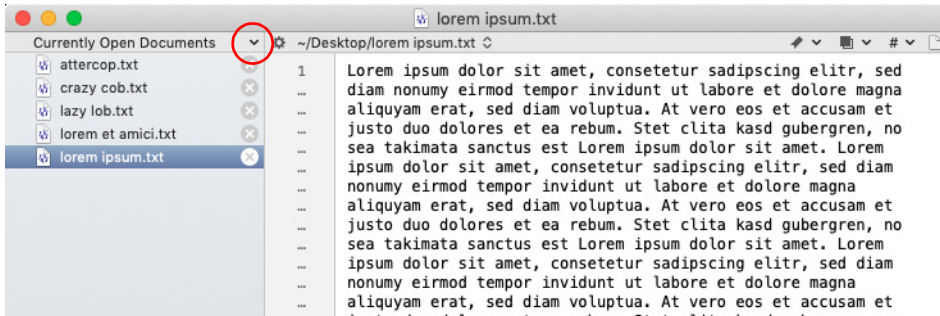 lorem ipsum.txt
Currently Open Documents
~/Desktop/lorem ipsum.txt
#
attercop.txt
crazy cob.txt
lazy lob.txt
lorem et amici.txt
lorem ipsum.txt
1
Lorem ipsum dolor sit amet, consetetur sadipscing elitr, sed
diam nonumy eirmod tempor invidunt ut labore et dolore magna
aliquyam erat, sed diam voluptua. At vero eos et accusam et
justo duo dolores et ea rebum. Stet clita kasd gubergren, no
sea takimata sanctus est Lorem ipsum dolor sit amet. Lorem
ipsum dolor sit amet, consetetur sadipscing elitr, sed diam
nonumy eirmod tempor invidunt ut labore et dolore magna
aliquyam erat, sed diam voluptua. At vero eos et accusam et
justo duo dolores et ea rebum. Stet clita kasd gubergren, no
sea takimata sanctus est Lorem ipsum dolor sit amet. Lorem
ipsum dolor sit amet, consetetur sadipscing elitr, sed diam
nonumy eirmod tempor invidunt ut labore et dolore magna
aliquyam erat, sed diam voluptua. At vero eos et accusam et